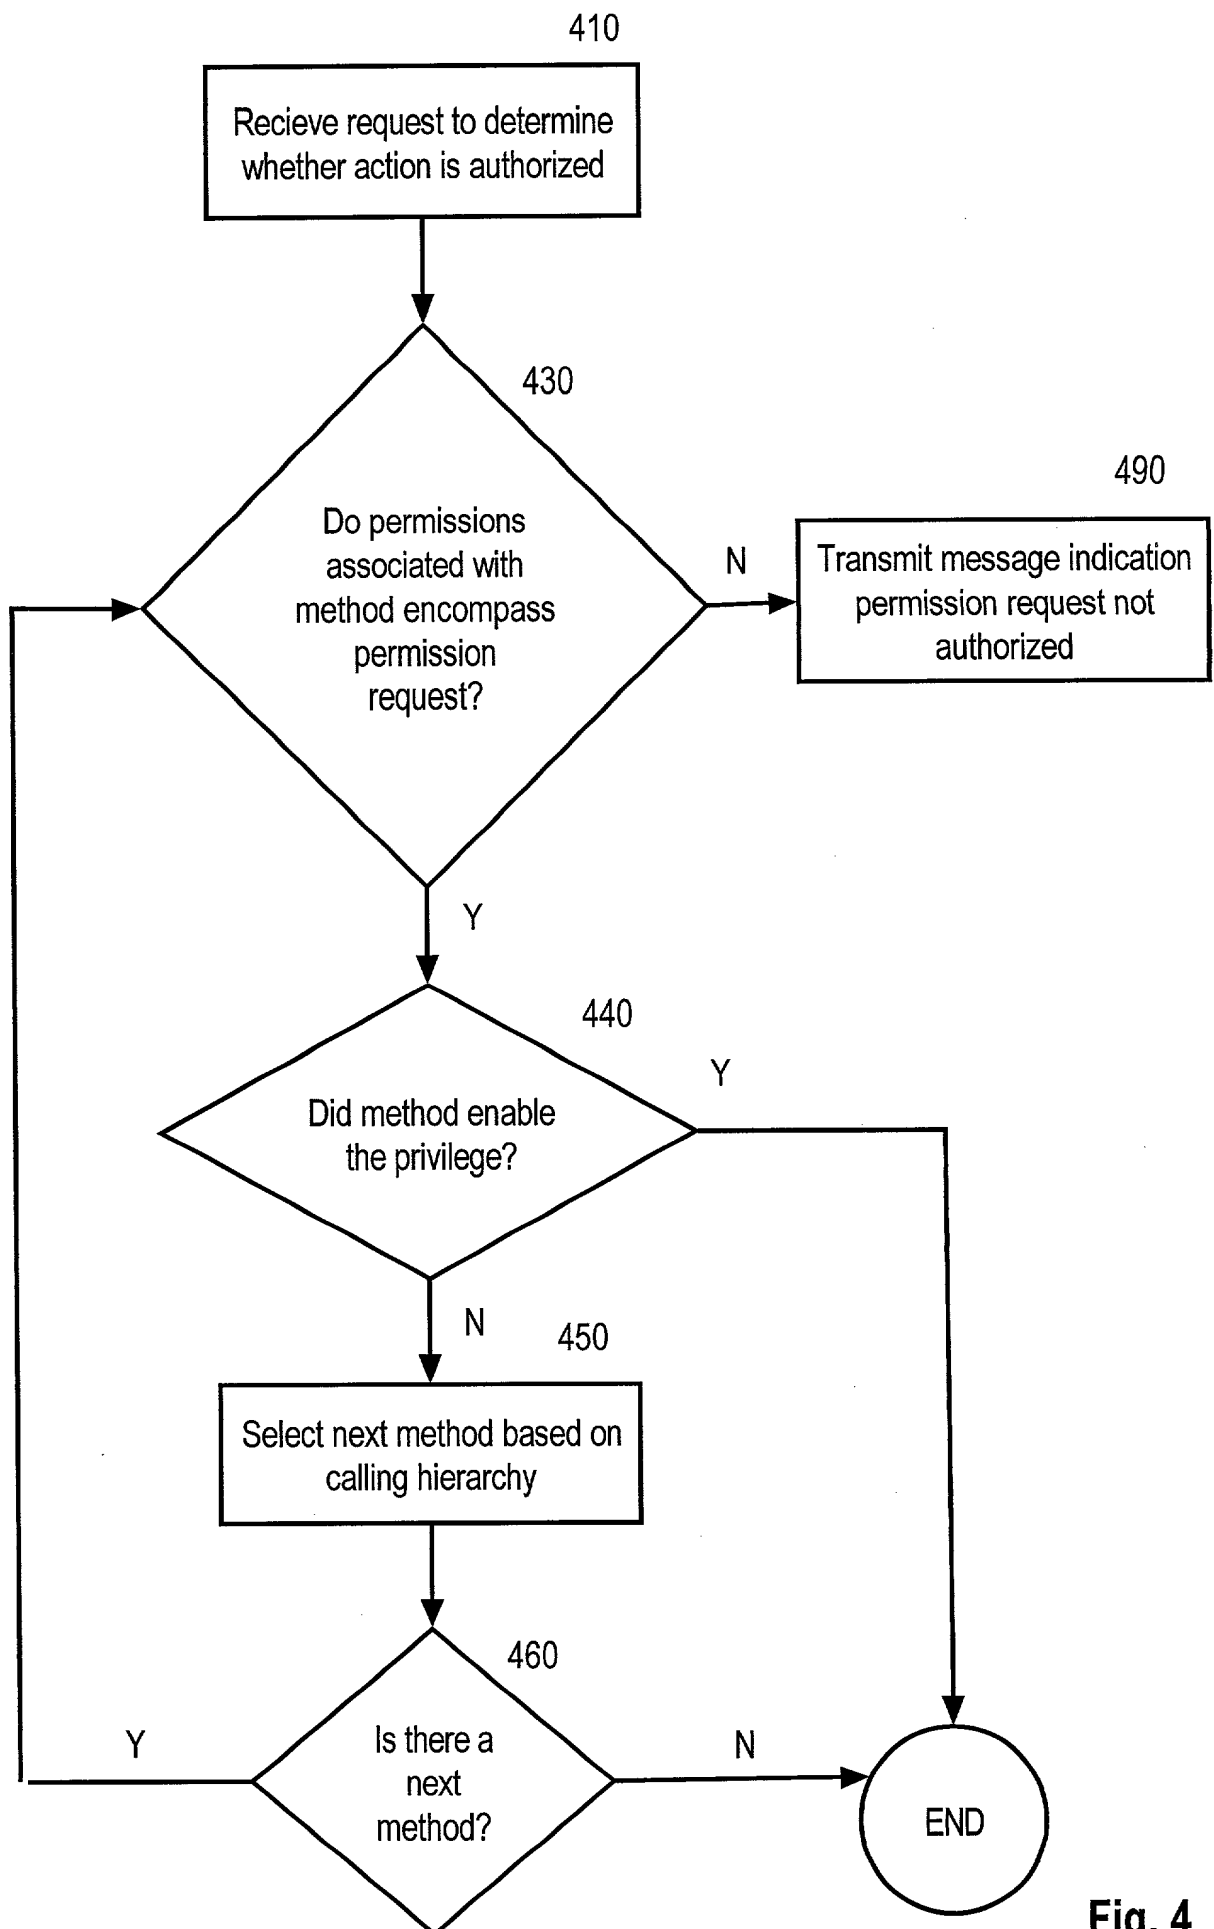 410
Recieve request to determine
whether action is authorized
430
Do permissions
associated with
method encompass
permission
request?
N
490
Transmit message indication
permission request not
authorized
Y
440
Did method enable
the privilege?
Y
N
450
Select next method based on
calling hierarchy
460
Is there a
next
method?
Y
N
END
Fig. 4